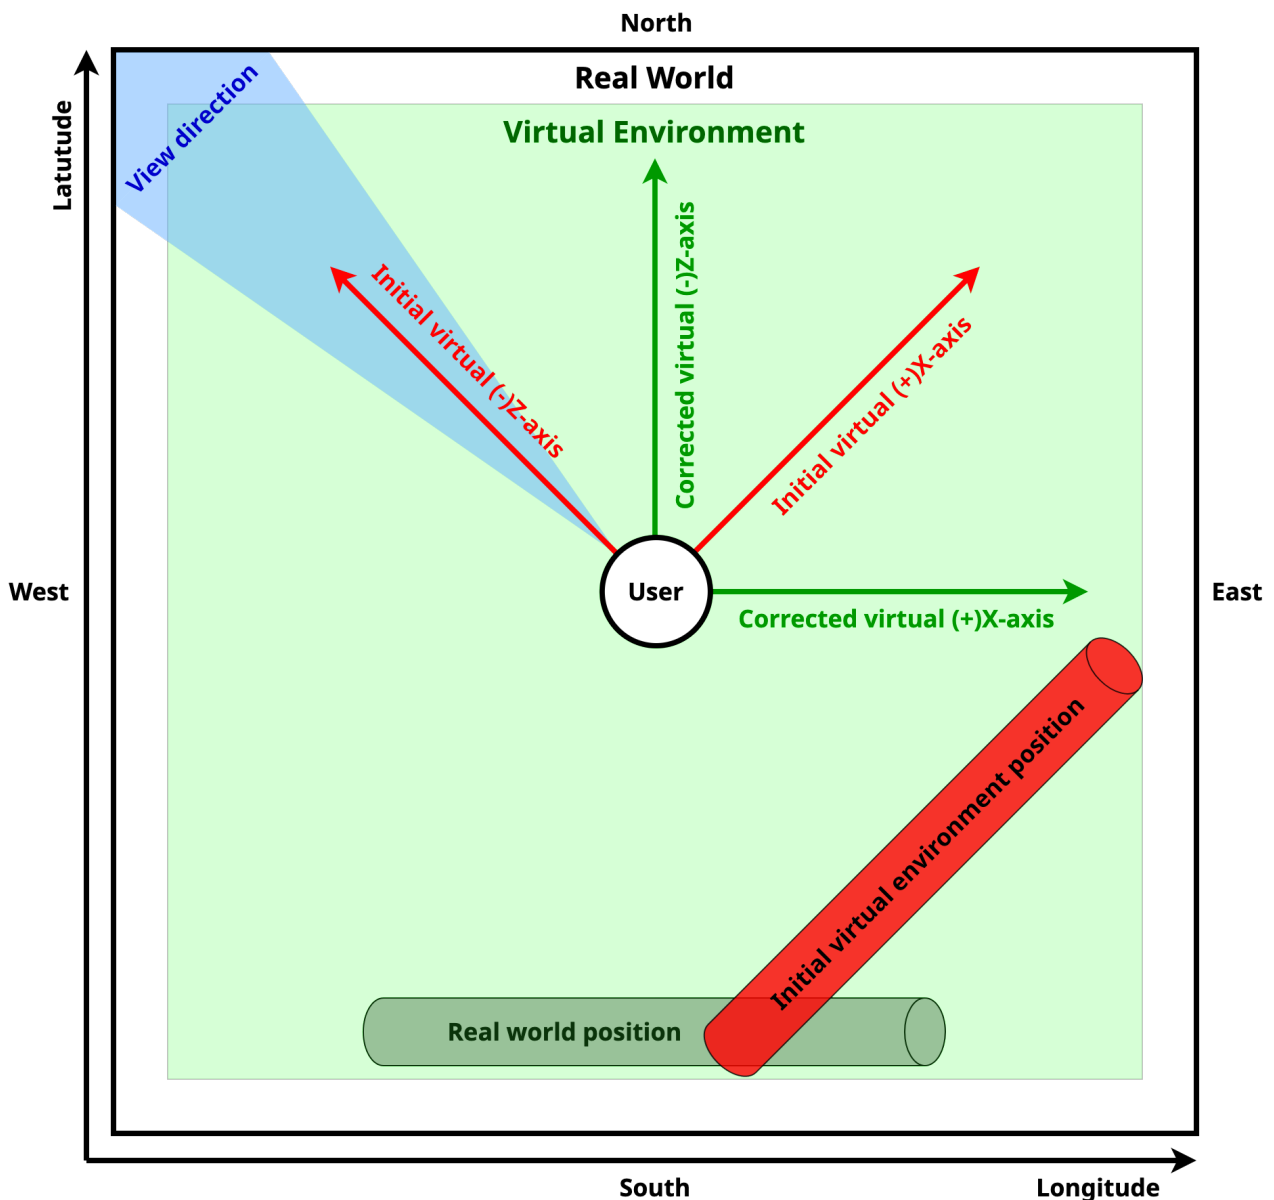 North
Real World
Virtual Environment
View direction
Latutude
Initial virtual (-)Z-axis
Corrected virtual (-)Z-axis
Initial virtual (+)X-axis
West
User
East
Corrected virtual (+)X-axis
Initial virtual environment position
Real world position
South
Longitude